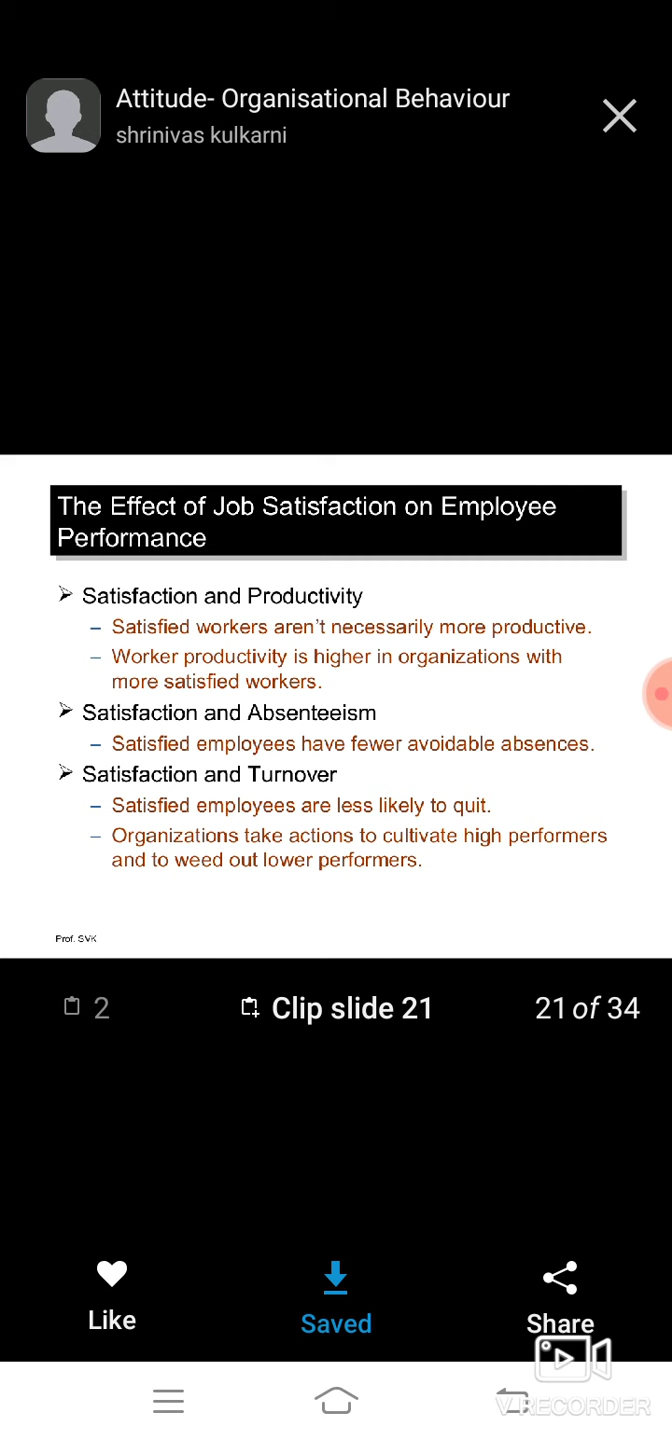 Attitude- Organisational Behaviour
shrinivas kulkarni
The Effect of Job Satisfaction on Employee
Performance
Satisfaction and Productivity
– Satisfied workers aren't necessarily more productive.
– Worker productivity is higher in organizations with
more satisfied workers.
Satisfaction and Absenteeism
– Satisfied employees have fewer avoidable absences.
Satisfaction and Turnover
– Satisfied employees are less likely to quit.
– Organizations take actions to cultivate high performers
and to weed out lower performers.
Prof. SVK
2 Clip slide 21 21 of 34
Like Saved Share
V.RECORDER